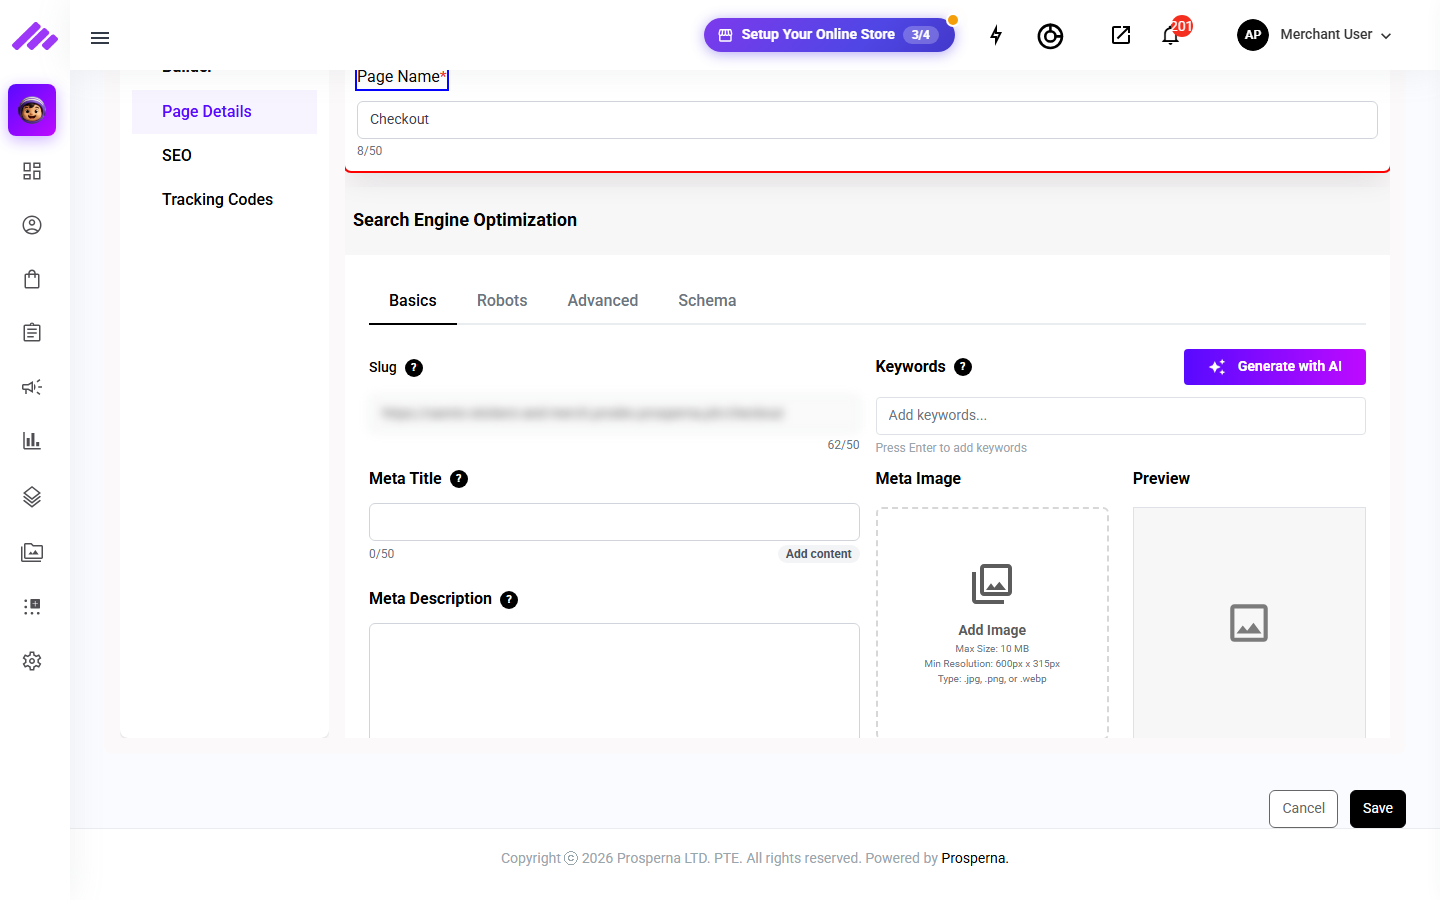 Setup Your Online Store 3/4
201
AP
Merchant User
Builder
Page Details
SEO
Tracking Codes
Page Name*
Checkout
8/50
Search Engine Optimization
Basics
Robots
Advanced
Schema
Slug ?
62/50
Keywords ?
Generate with AI
Add keywords...
Press Enter to add keywords
Meta Title ?
0/50
Add content
Meta Description ?
Meta Image
Add Image
Max Size: 10 MB
Min Resolution: 600px x 315px
Type: .jpg, .png, or .webp
Preview
Cancel
Save
Copyright © 2026 Prosperna LTD. PTE. All rights reserved. Powered by Prosperna.